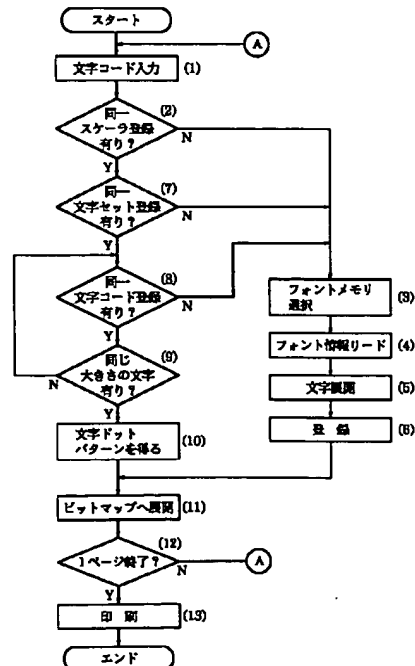 スタート
A
文字コード入力
(1)
(2)
同一
スケーラ登録
有り?
N
Y
(7)
同一
文字セット登録
有り?
N
Y
(8)
同一
文字コード登録
有り?
N
Y
(9)
同じ
大きさの文字
有り?
N
Y
文字ドット
パターンを得る
(10)
フォントメモリ
選択
(3)
フォント情報リード
(4)
文字展開
(5)
登 録
(6)
ビットマップへ展開
(11)
(12)
1ページ終了?
N
A
Y
印 刷
(13)
エンド